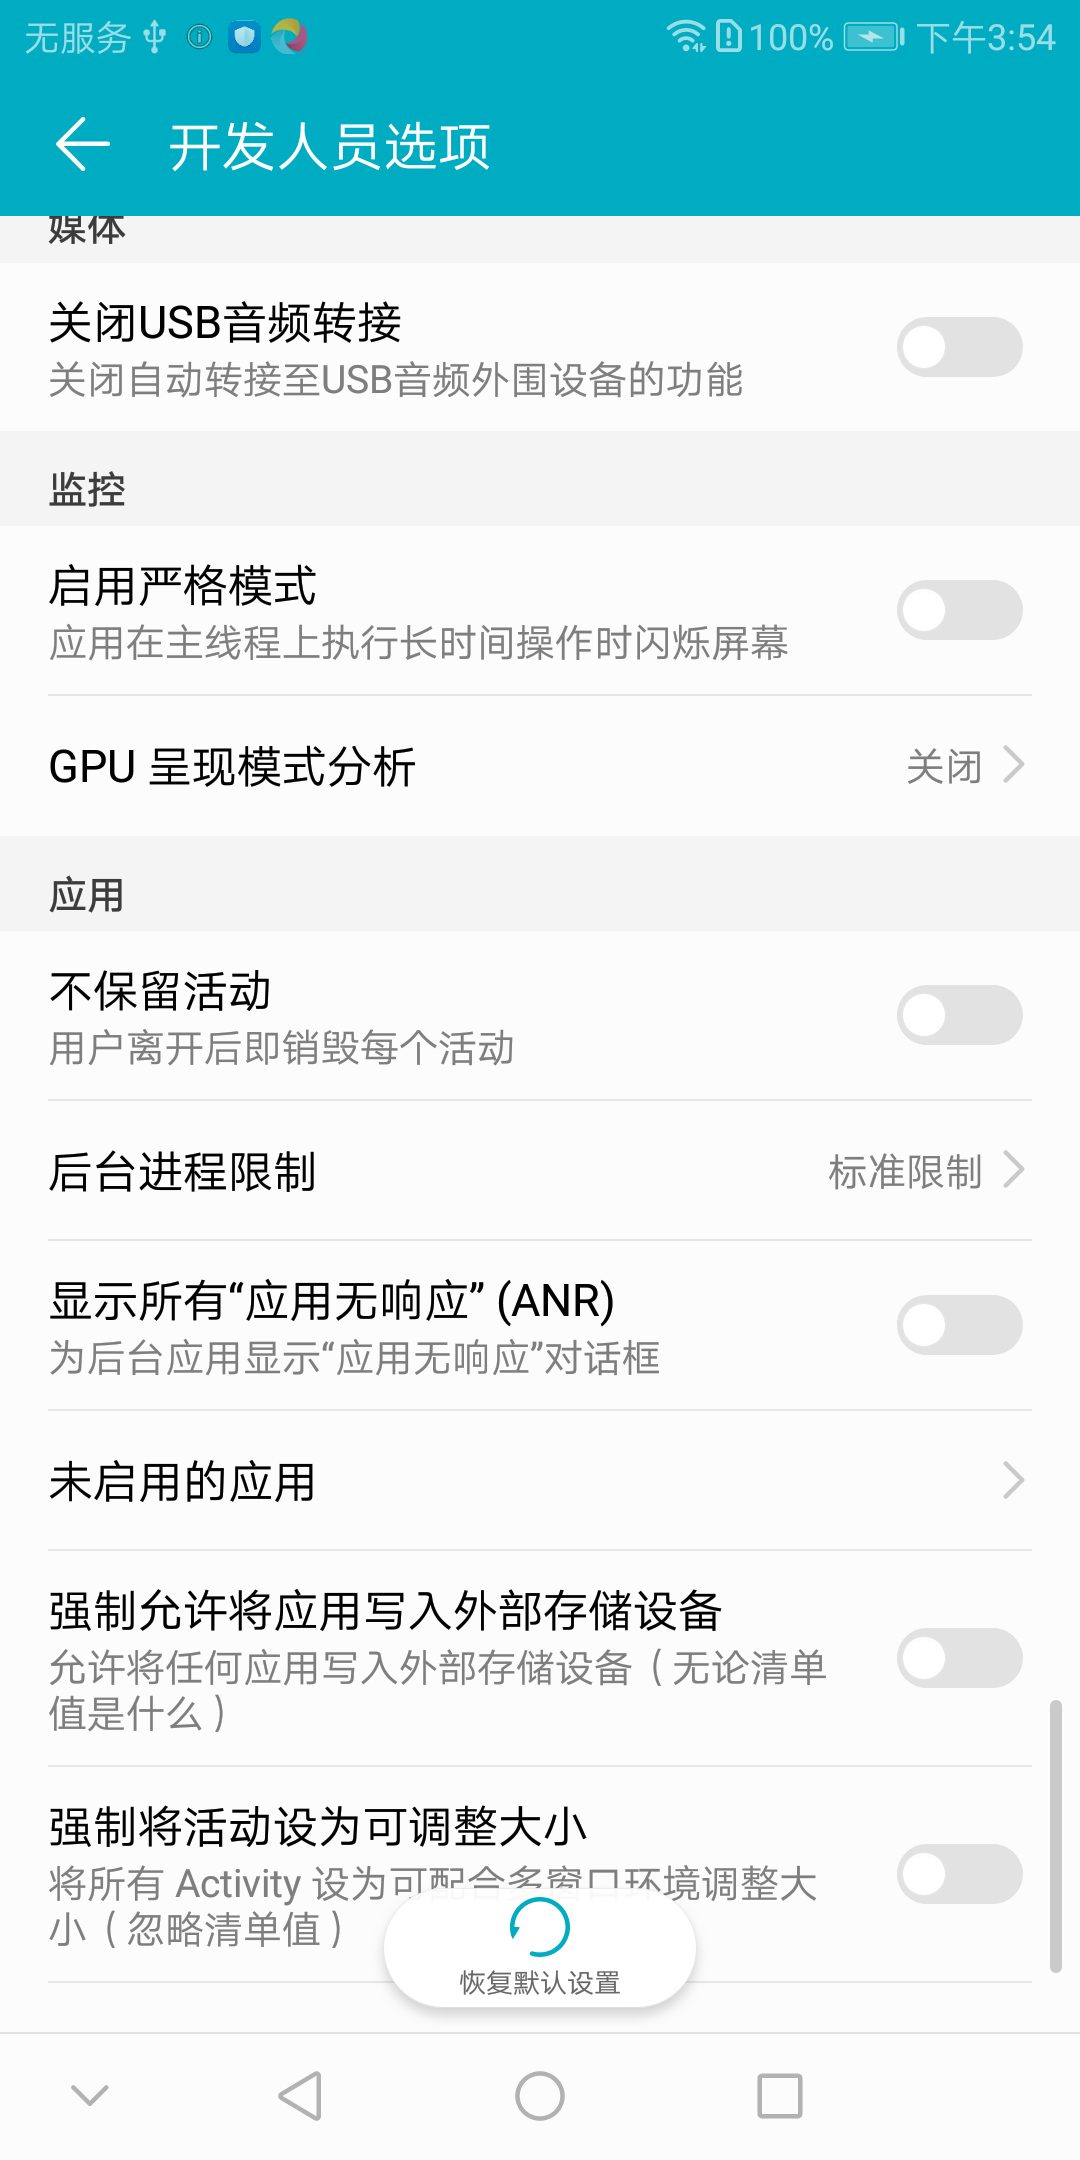 无服务 100% 下午3:54
开发人员选项
媒体
关闭USB音频转接
关闭自动转接至USB音频外围设备的功能
监控
启用严格模式
应用在主线程上执行长时间操作时闪烁屏幕
GPU 呈现模式分析 关闭
应用
不保留活动
用户离开后即销毁每个活动
后台进程限制 标准限制
显示所有“应用无响应” (ANR)
为后台应用显示“应用无响应”对话框
未启用的应用
强制允许将应用写入外部存储设备
允许将任何应用写入外部存储设备（无论清单
值是什么）
强制将活动设为可调整大小
将所有 Activity 设为可配合多窗口环境调整大
小（忽略清单值）
恢复默认设置